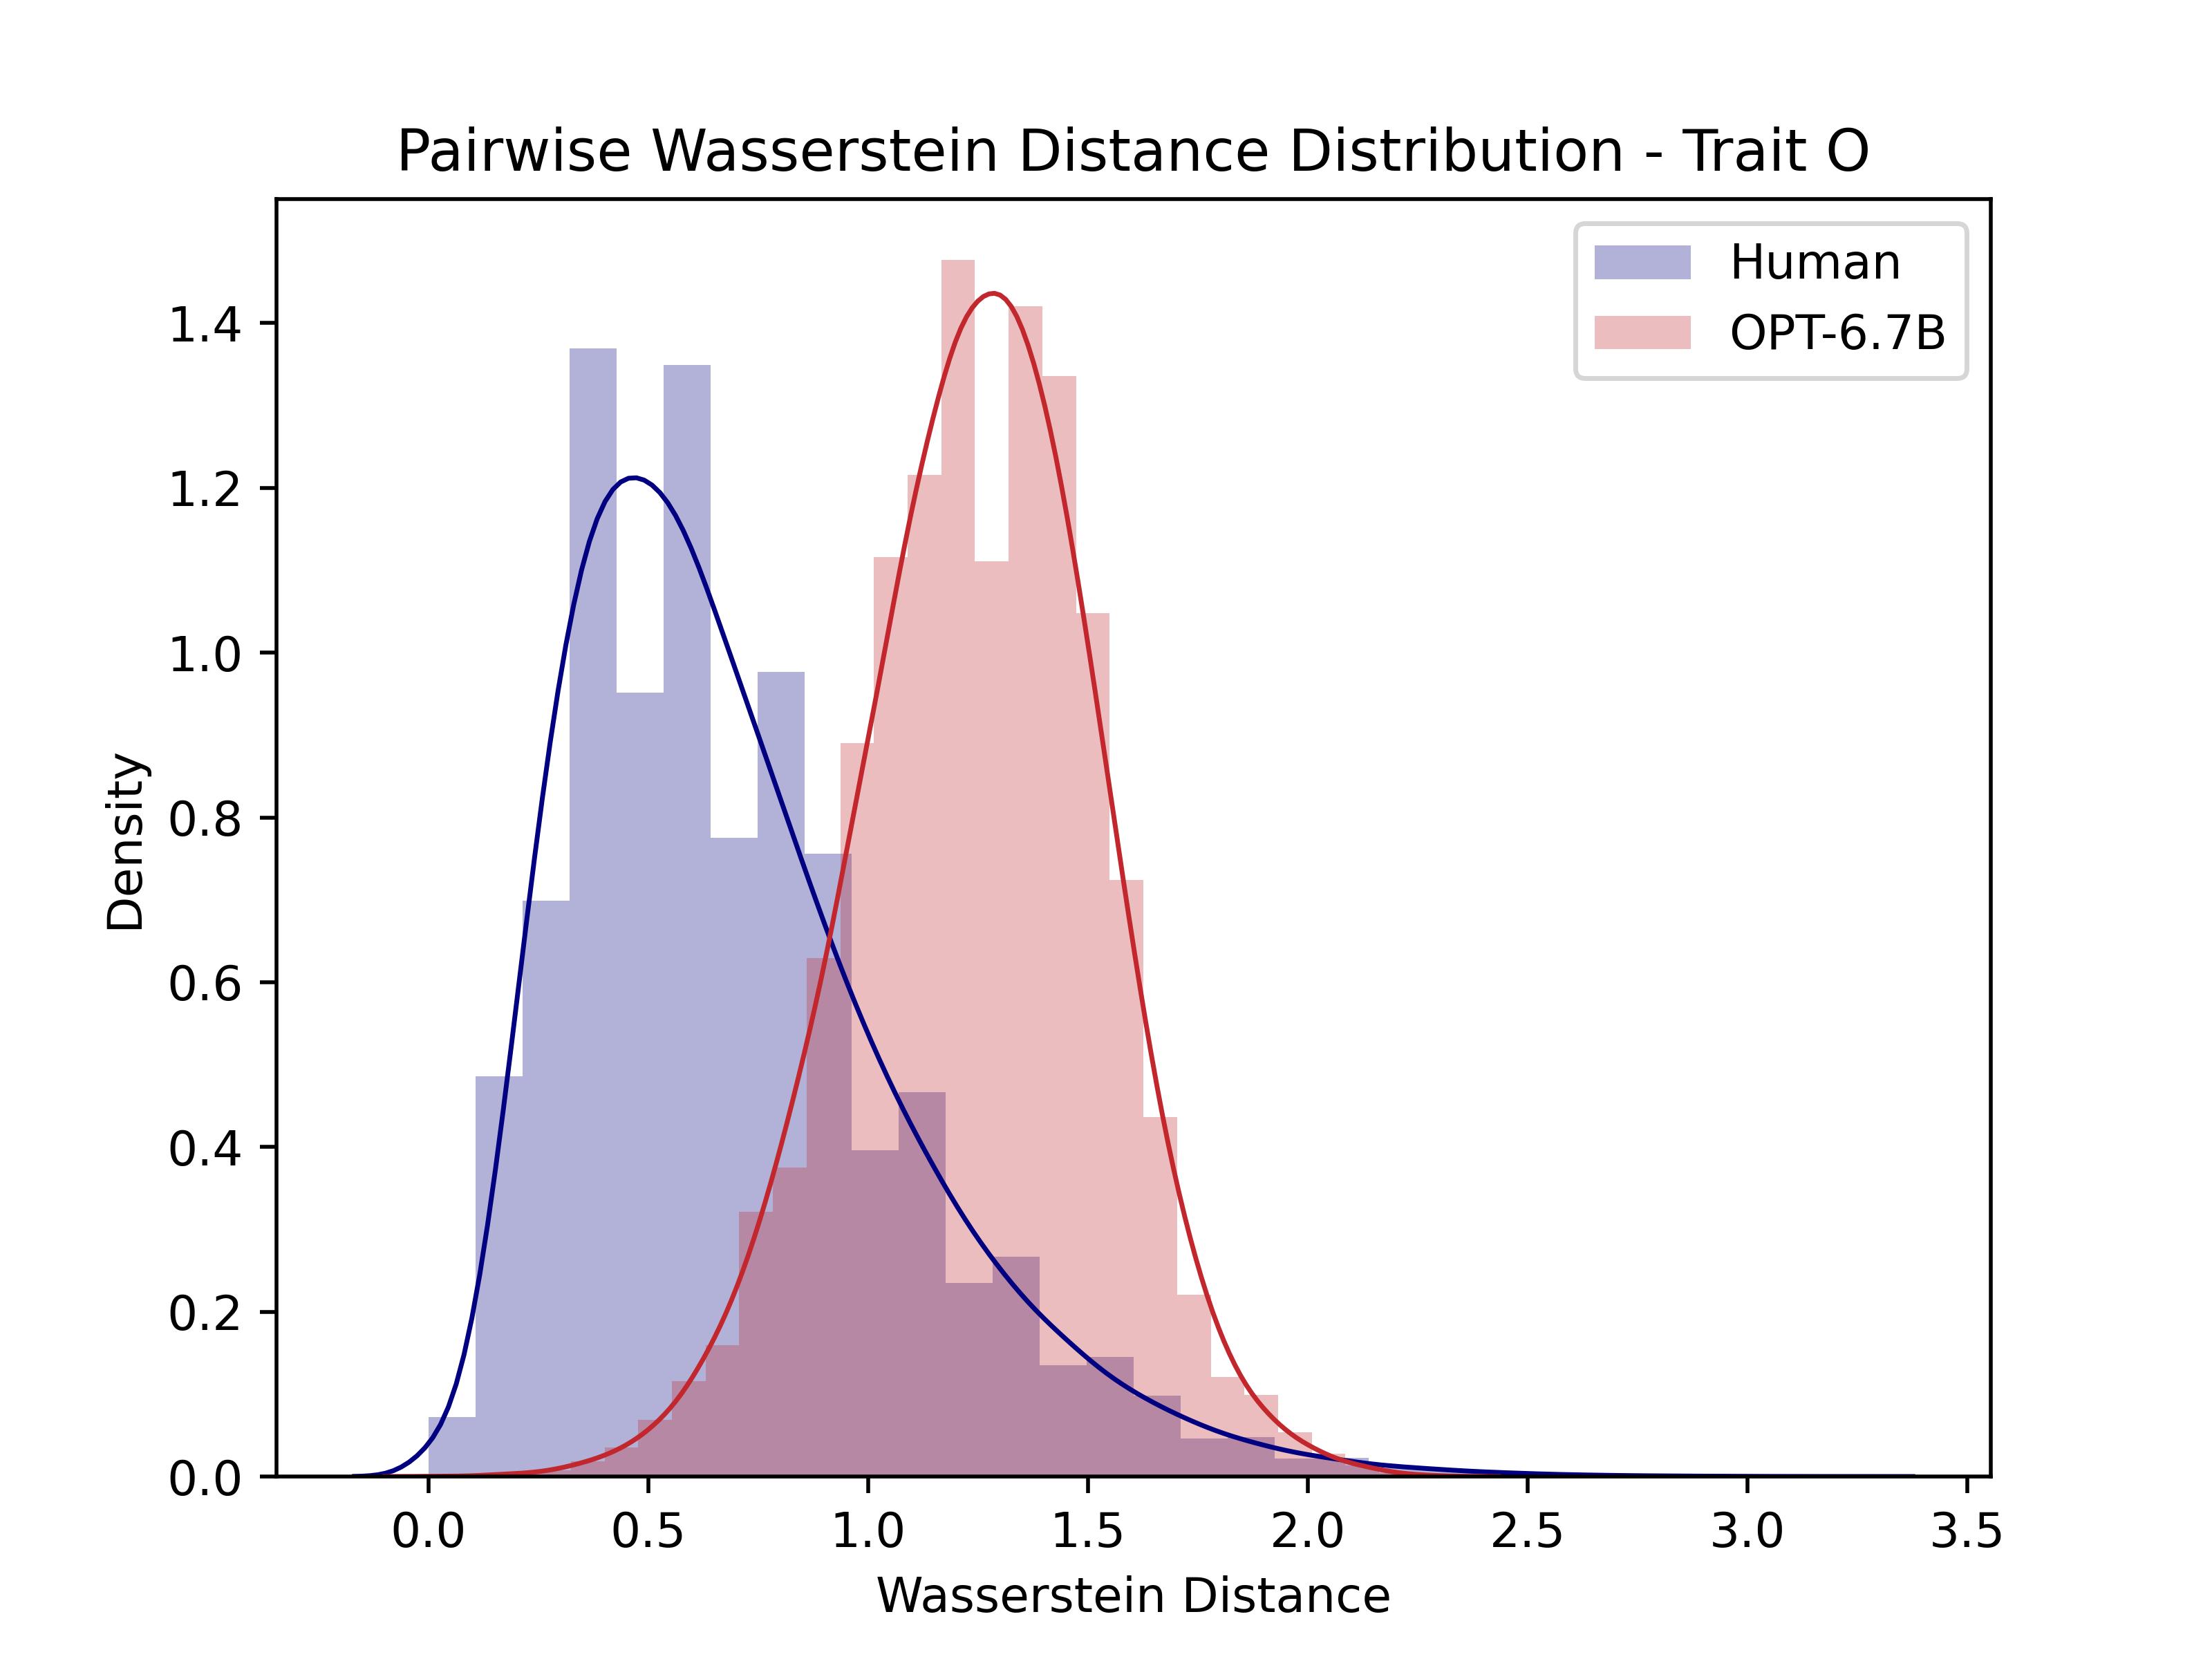 Pairwise Wasserstein Distance Distribution - Trait O
Human
OPT-6.7B
1.4
1.2
1.0
0.8
0.6
0.4
0.2
0.0
Density
0.0 0.5 1.0 1.5 2.0 2.5 3.0 3.5
Wasserstein Distance